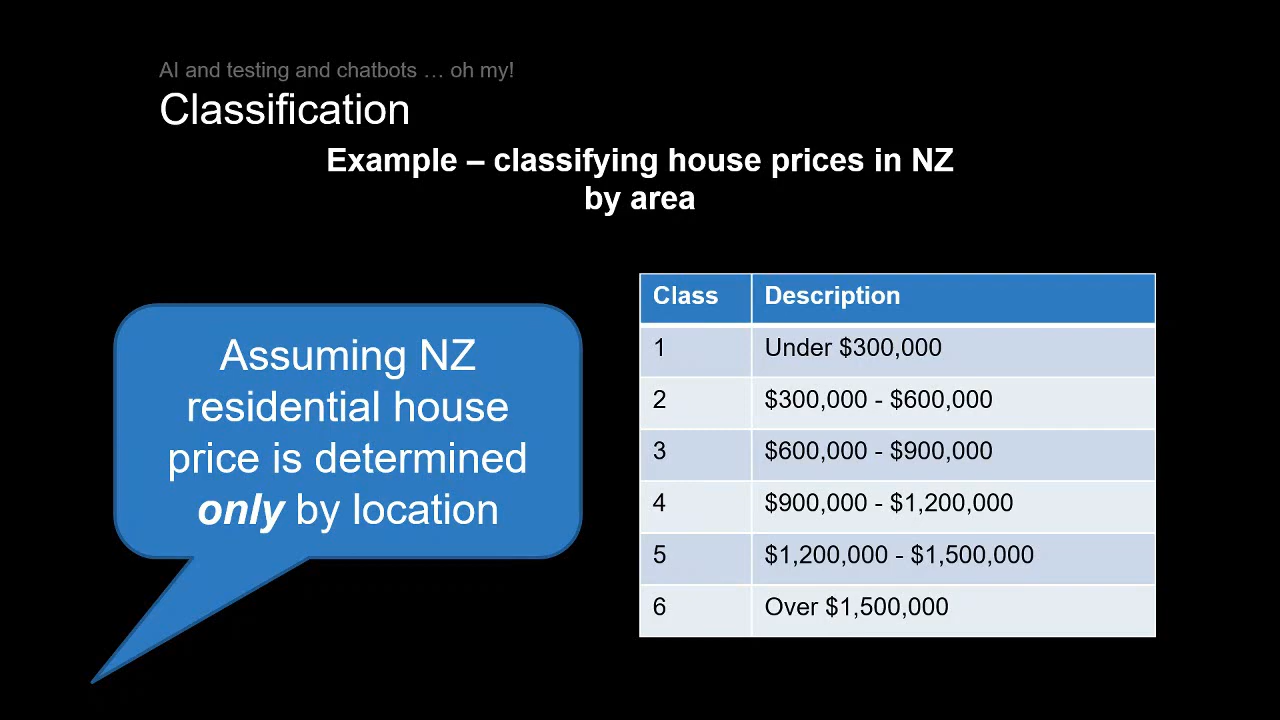 AI and testing and chatbots … oh my!
Classification
Example – classifying house prices in NZ
by area
Assuming NZ
residential house
price is determined
only by location
Class Description
1 Under $300,000
2 $300,000 - $600,000
3 $600,000 - $900,000
4 $900,000 - $1,200,000
5 $1,200,000 - $1,500,000
6 Over $1,500,000